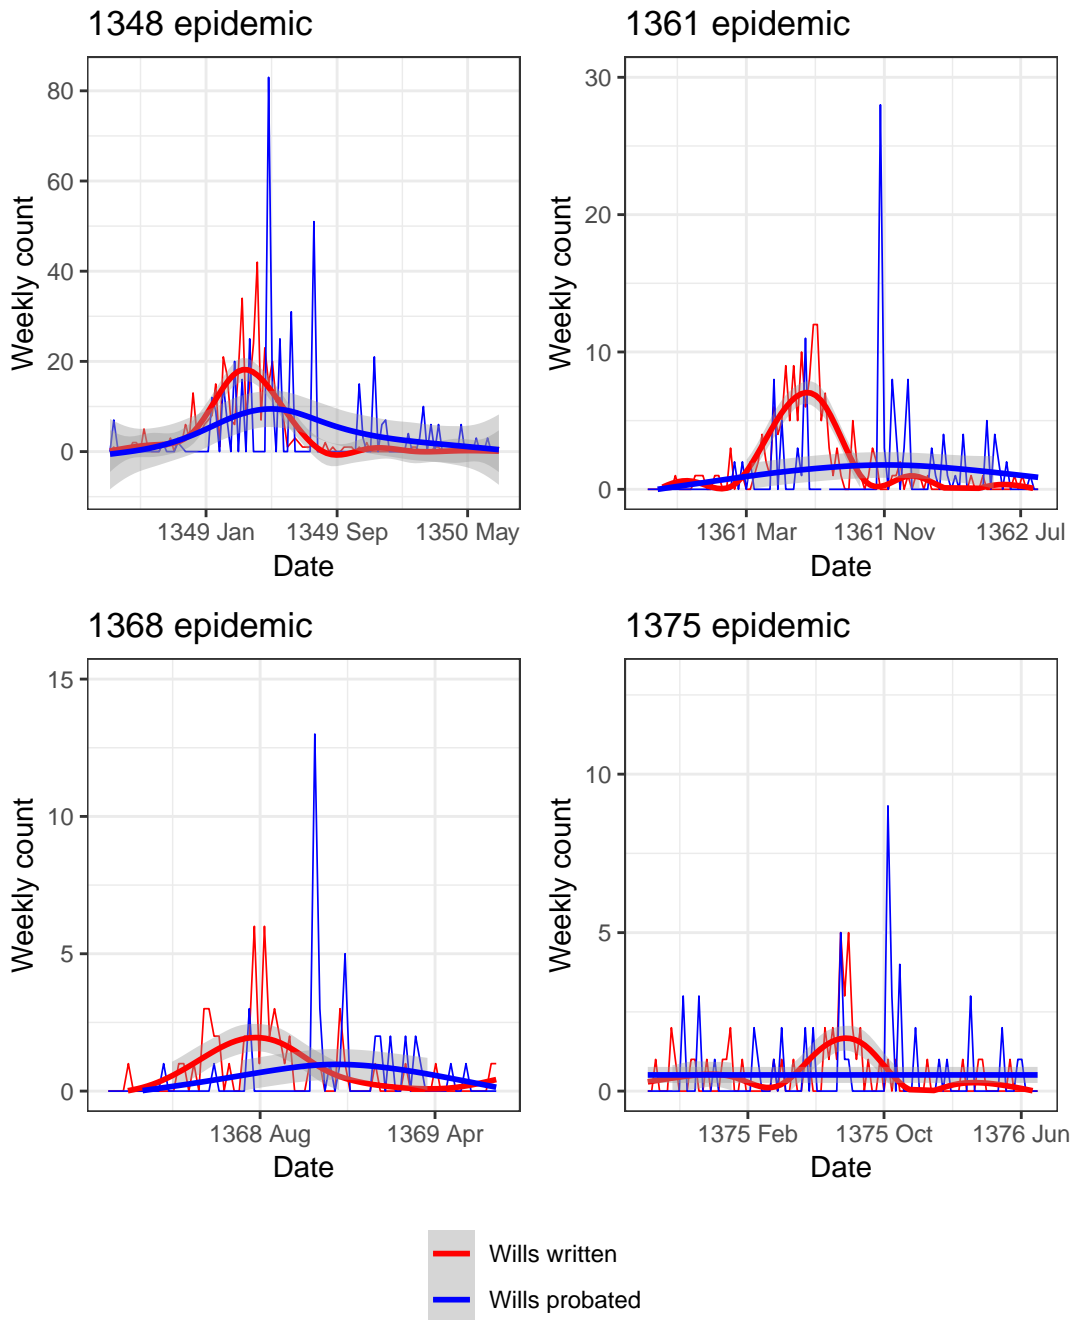 1348 epidemic
80
60
40
20
0
Weekly count
1349 Jan
1349 Sep
1350 May
Date
1361 epidemic
30
20
10
0
Weekly count
1361 Mar
1361 Nov
1362 Jul
Date
1368 epidemic
15
10
5
0
Weekly count
1368 Aug
1369 Apr
Date
1375 epidemic
10
5
0
Weekly count
1375 Feb
1375 Oct
1376 Jun
Date
Wills written
Wills probated